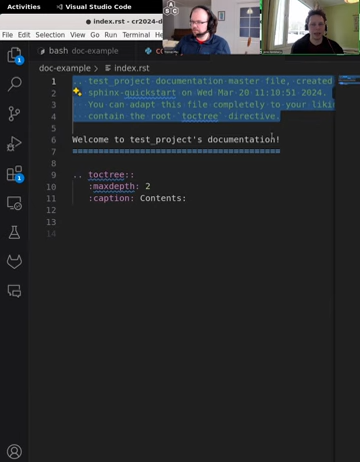 Activities Visual Studio Code
● index.rst - cr2024-d
File Edit Selection View Go Run Terminal H
bash doc-example
index.rst
doc-example > index.rst
1 .. test_project documentation master file, created
2 sphinx-quickstart on Wed Mar 20 11:10:51 2024.
3 You can adapt this file completely to your liki
4 contain the root `toctree` directive.
5
6 Welcome to test_project's documentation!
7 ========================================
8
9 .. toctree::
10 :maxdepth: 2
11 :caption: Contents:
12
13
14